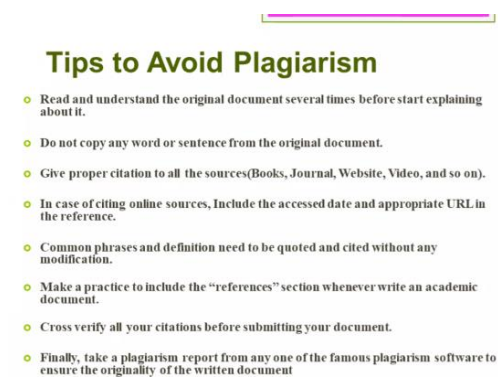 Tips to Avoid Plagiarism
Read and understand the original document several times before start explaining
about it.
Do not copy any word or sentence from the original document.
Give proper citation to all the sources(Books, Journal, Website, Video, and so on).
In case of citing online sources, Include the accessed date and appropriate URL in
the reference.
Common phrases and definition need to be quoted and cited without any
modification.
Make a practice to include the “references” section whenever write an academic
document.
Cross verify all your citations before submitting your document.
Finally, take a plagiarism report from any one of the famous plagiarism software to
ensure the originality of the written document